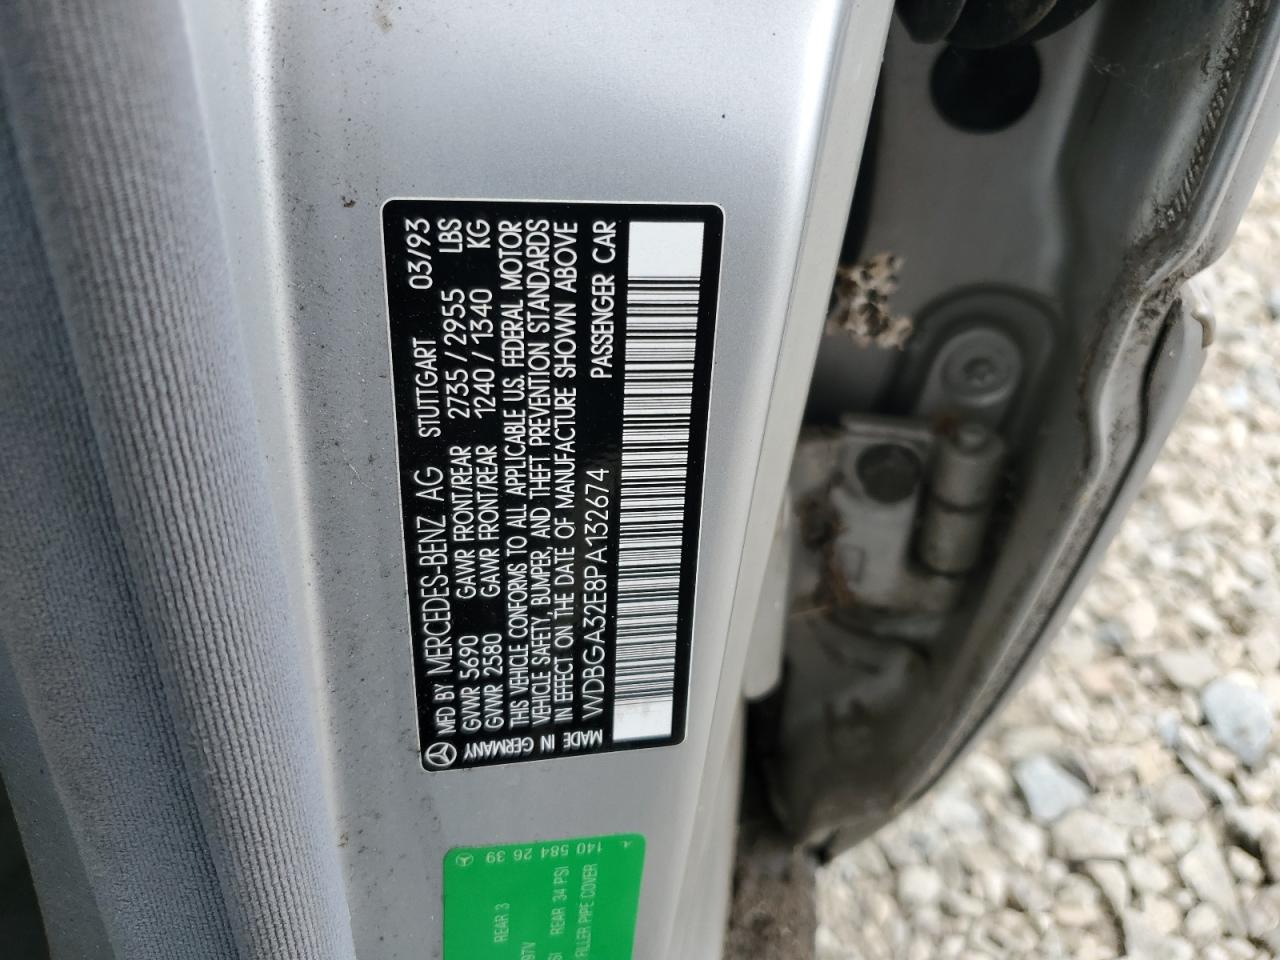 MFD BY MERCEDES-BENZ AG STUTTGART 03/93
GVWR 5690 GAWR FRONT/REAR 2735 / 2955 LBS
GVWR 2580 GAWR FRONT/REAR 1240 / 1340 KG
THIS VEHICLE CONFORMS TO ALL APPLICABLE U.S. FEDERAL MOTOR
VEHICLE SAFETY, BUMPER, AND THEFT PREVENTION STANDARDS
IN EFFECT ON THE DATE OF MANUFACTURE SHOWN ABOVE
WDBGA32E8PA132674 PASSENGER CAR
MADE IN GERMANY
140 584 26 39
REAR 3
97V
SI REAR 34 PSI
FILLER PIPE COVER